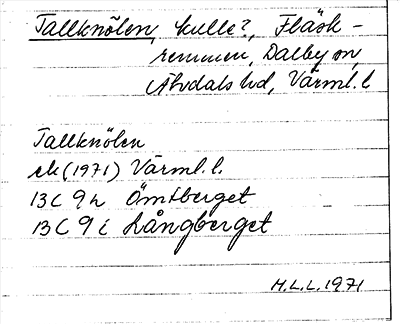 Tallknölen, kulle?, Fläsk-
remmen, Dalby sn,
Älvdals hd, Värml. l
Tallknölen
ek (1971) Värml. l.
13C 9h Ömtberget
13C 9i Långberget
H.L.L. 1971